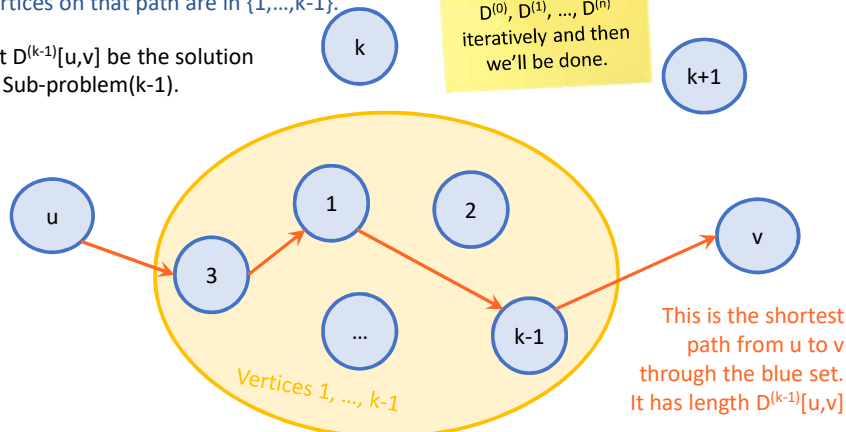 vertices on that path are in {1,…,k-1}.
t D⁽ᵏ⁻¹⁾[u,v] be the solution
Sub-problem(k-1).
D⁽⁰⁾, D⁽¹⁾, …, D⁽ⁿ⁾
iteratively and then
we'll be done.
k
k+1
u
1
2
v
3
…
k-1
Vertices 1, …, k-1
This is the shortest
path from u to v
through the blue set.
It has length D⁽ᵏ⁻¹⁾[u,v]